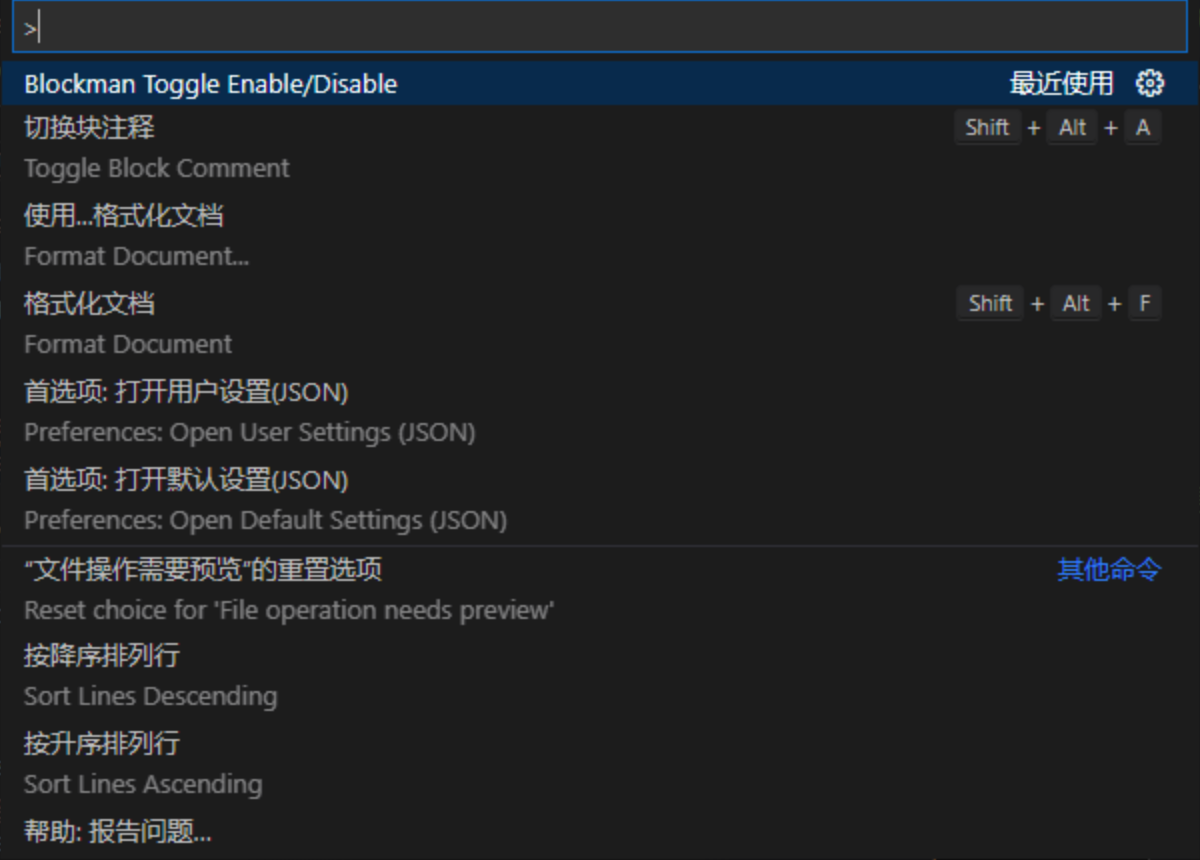 >
Blockman Toggle Enable/Disable 最近使用
切换块注释 Shift + Alt + A
Toggle Block Comment
使用...格式化文档
Format Document...
格式化文档 Shift + Alt + F
Format Document
首选项: 打开用户设置(JSON)
Preferences: Open User Settings (JSON)
首选项: 打开默认设置(JSON)
Preferences: Open Default Settings (JSON)
“文件操作需要预览”的重置选项 其他命令
Reset choice for 'File operation needs preview'
按降序排列行
Sort Lines Descending
按升序排列行
Sort Lines Ascending
帮助: 报告问题...